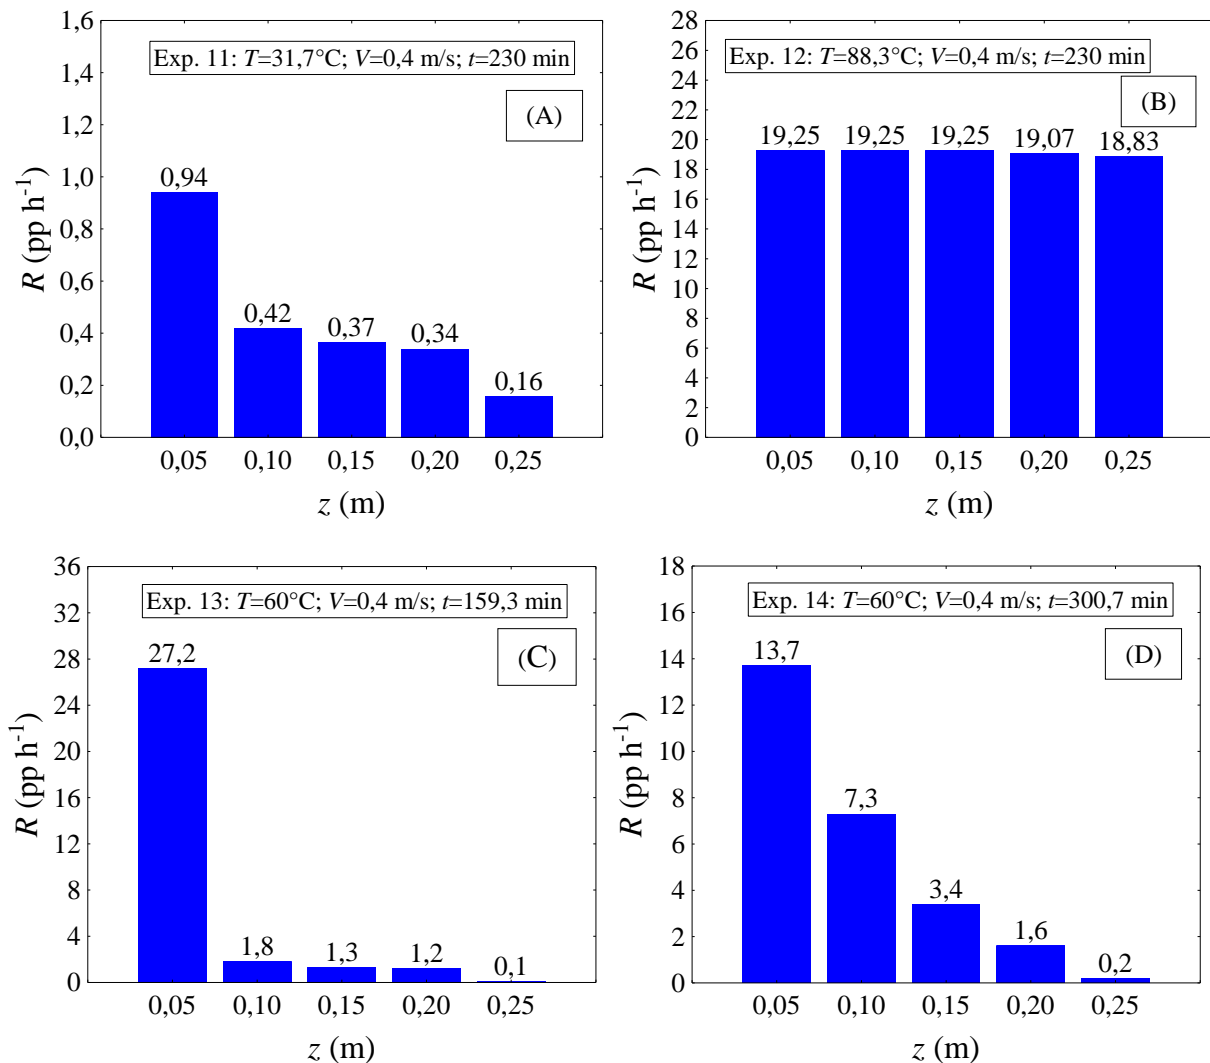 1,6
1,4
1,2
1,0
0,8
0,6
0,4
0,2
0,0
R (pp h-1)
Exp. 11: T=31,7°C; V=0,4 m/s; t=230 min
(A)
0,94
0,42
0,37
0,34
0,16
0,05 0,10 0,15 0,20 0,25
z (m)
28
26
24
22
20
18
16
14
12
10
8
6
4
2
0
R (pp h-1)
Exp. 12: T=88,3°C; V=0,4 m/s; t=230 min
(B)
19,25 19,25 19,25 19,07 18,83
0,05 0,10 0,15 0,20 0,25
z (m)
36
32
28
24
20
16
12
8
4
0
R (pp h-1)
Exp. 13: T=60°C; V=0,4 m/s; t=159,3 min
(C)
27,2
1,8
1,3
1,2
0,1
0,05 0,10 0,15 0,20 0,25
z (m)
18
16
14
12
10
8
6
4
2
0
R (pp h-1)
Exp. 14: T=60°C; V=0,4 m/s; t=300,7 min
(D)
13,7
7,3
3,4
1,6
0,2
0,05 0,10 0,15 0,20 0,25
z (m)